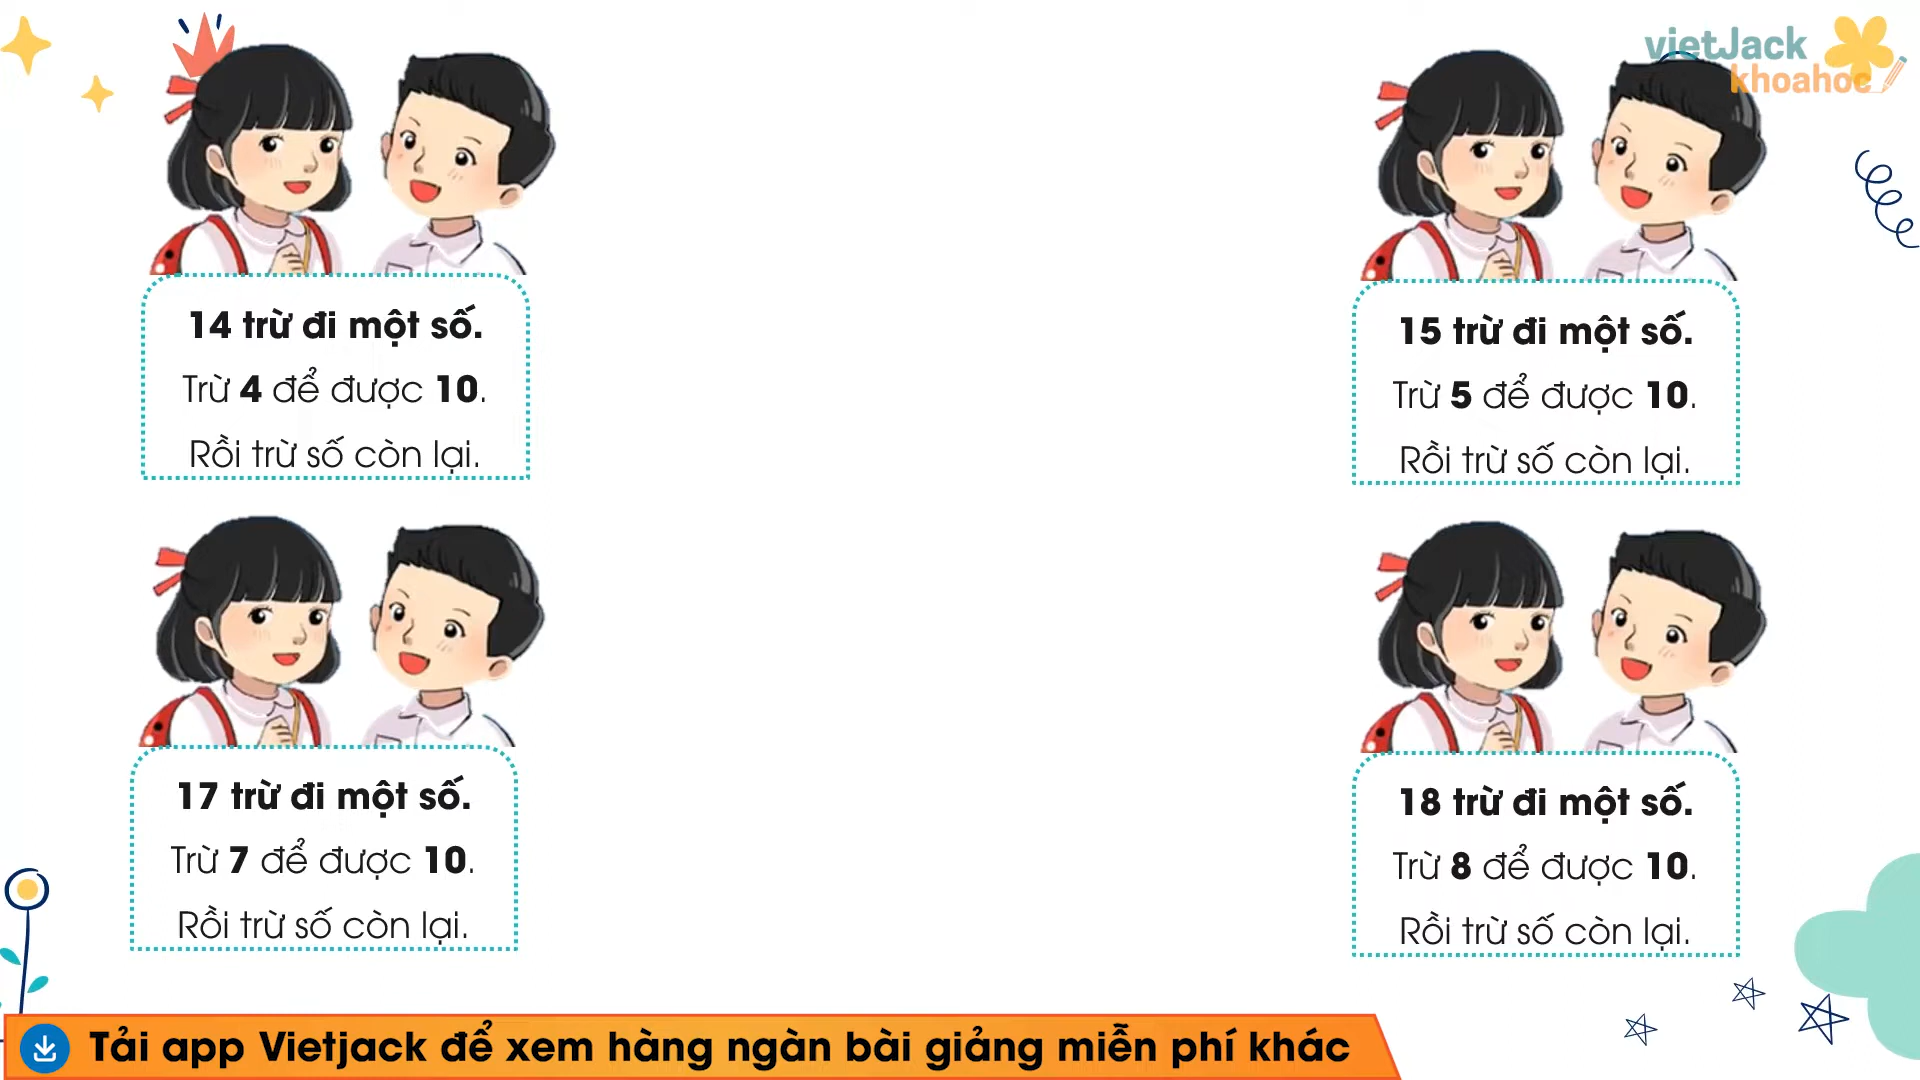 vietJack
khoahoc
14 trừ đi một số.
Trừ 4 để được 10.
Rồi trừ số còn lại.
15 trừ đi một số.
Trừ 5 để được 10.
Rồi trừ số còn lại.
17 trừ đi một số.
Trừ 7 để được 10.
Rồi trừ số còn lại.
18 trừ đi một số.
Trừ 8 để được 10.
Rồi trừ số còn lại.
Tải app Vietjack để xem hàng ngàn bài giảng miễn phí khác